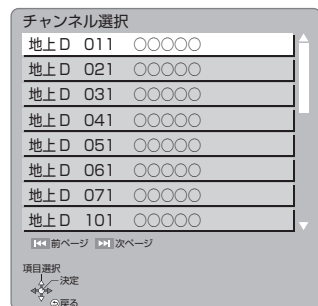 チャンネル選択
地上D 011 ○○○○○
地上D 021 ○○○○○
地上D 031 ○○○○○
地上D 041 ○○○○○
地上D 051 ○○○○○
地上D 061 ○○○○○
地上D 071 ○○○○○
地上D 101 ○○○○○
前ページ 次ページ
項目選択
決定
戻る